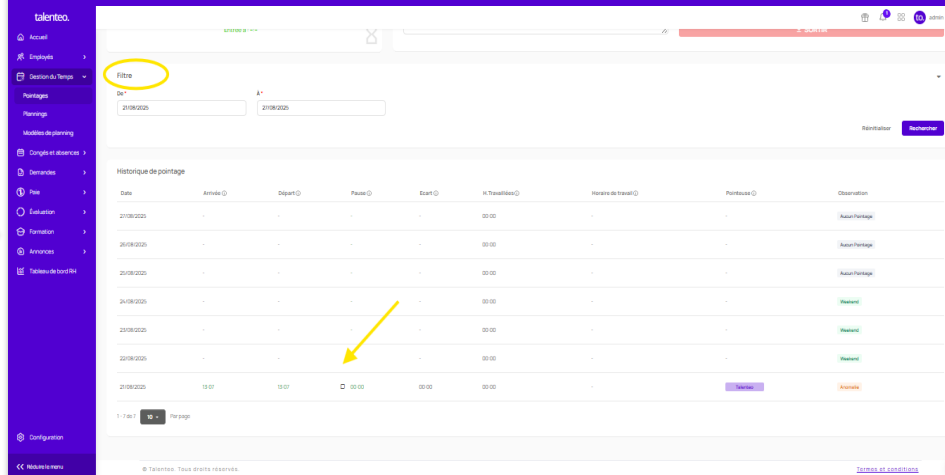 talenteo.
admin
Accueil
Employés
Gestion du Temps
Pointages
Plannings
Modèles de planning
Congés et absences
Demandes
Paie
Évaluation
Formation
Annonces
Tableau de bord RH
Configuration
Réduire le menu
SORTIR
Filtre
De * À *
21/08/2025 27/08/2025
Réinitialiser Rechercher
Historique de pointage
Date Arrivée Départ Pause Ecart H.Travaillées Horaire de travail Pointeuse Observation
27/08/2025 - - - - 00:00 - - Aucun Pointage
26/08/2025 - - - - 00:00 - - Aucun Pointage
25/08/2025 - - - - 00:00 - - Aucun Pointage
24/08/2025 - - - - 00:00 - - Weekend
23/08/2025 - - - - 00:00 - - Weekend
22/08/2025 - - - - 00:00 - - Weekend
21/08/2025 13:07 13:07 00:00 00:00 00:00 - Talenteo Anomalie
1 - 7 de 7 10 Par page
© Talenteo. Tous droits réservés. Termes et conditions